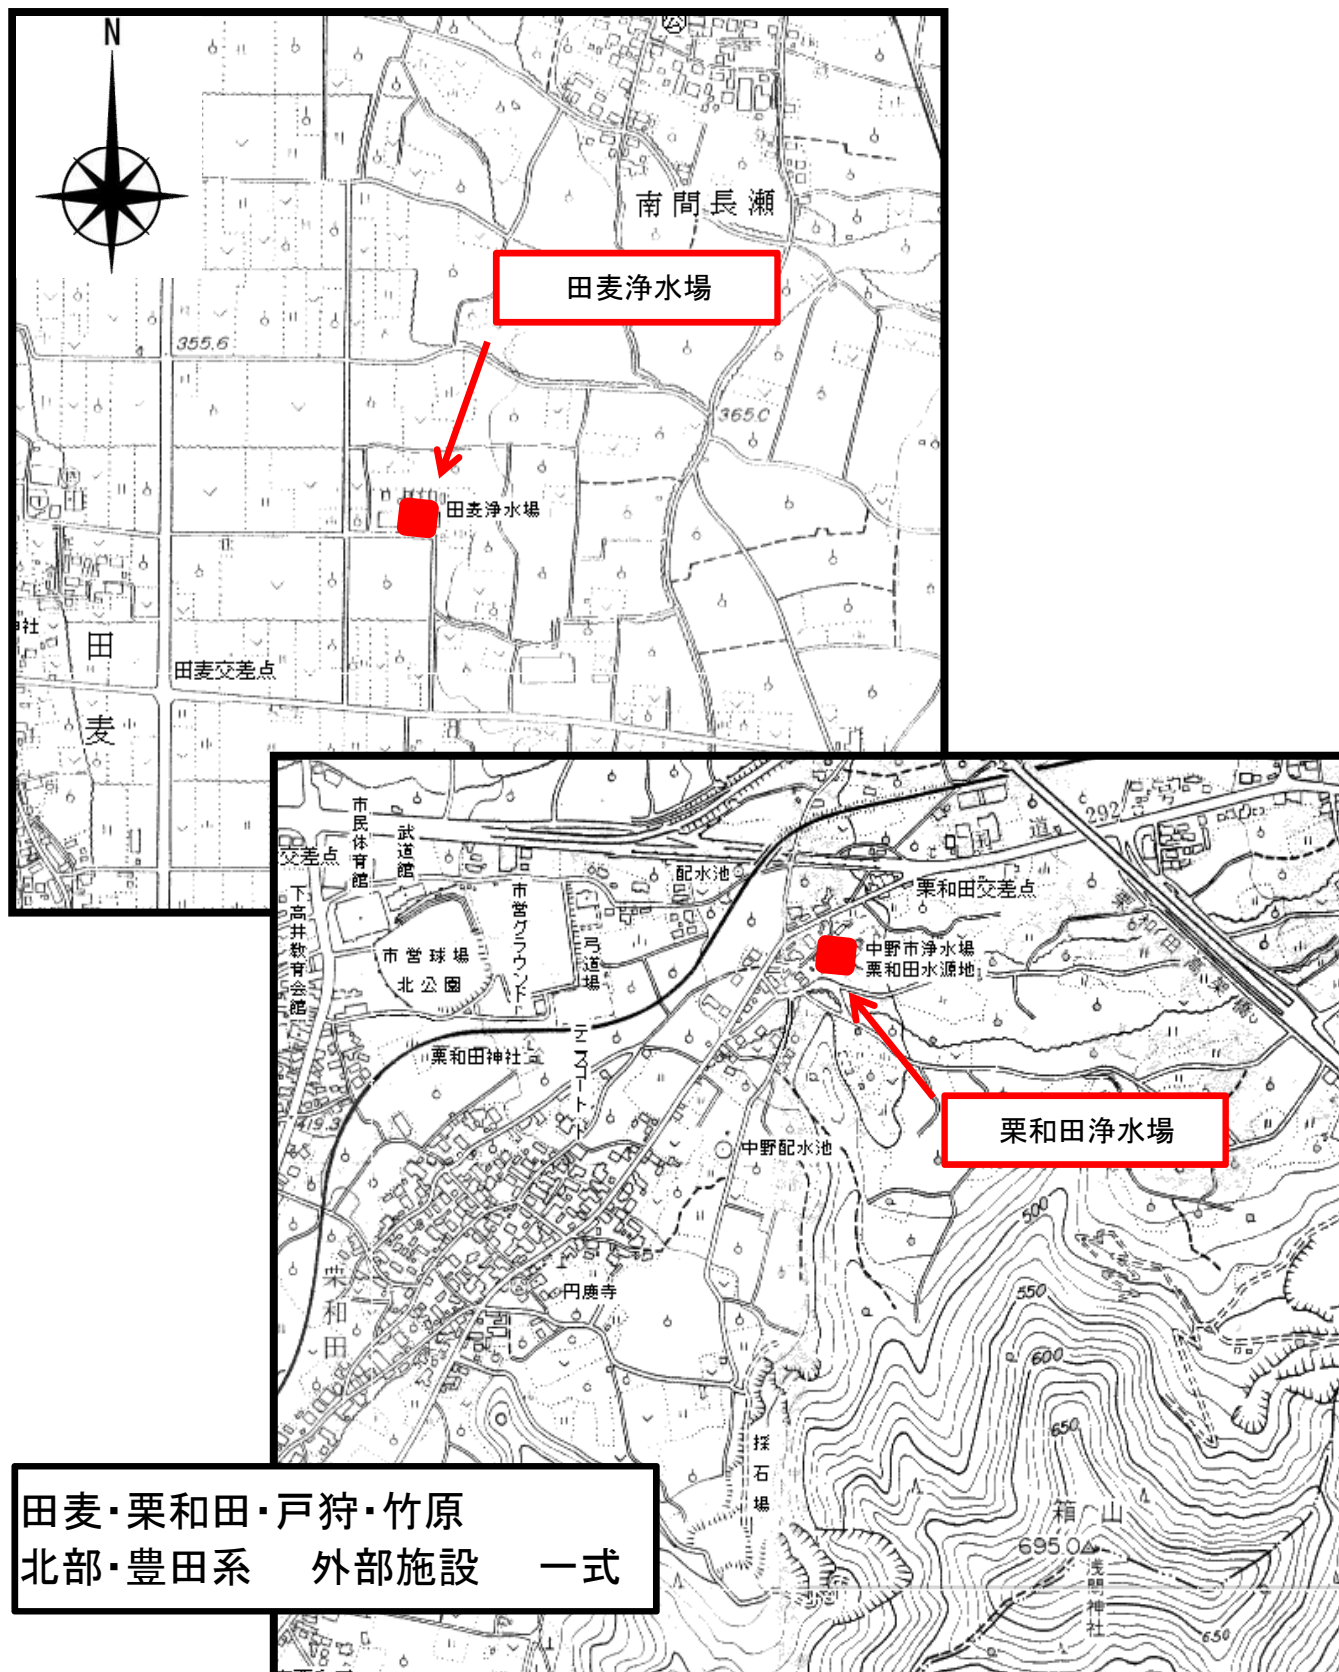 N
公
南間長瀬
田麦浄水場
355.6
365.0
田麦浄水場
社
田麦
田麦交差点
市民体育館
武道館
交差点
下高井教育会館
市営球場
北公園
市営グラウンド
弓道場
配水池
道
292
栗和田交差点
中野市浄水場
栗和田水源地
栗和田神社
テニスコート
419.3
栗和田浄水場
中野配水池
500
550
600
650
栗和田
円慶寺
採石場
箱山
695.0
浅間神社
650
田麦・栗和田・戸狩・竹原
北部・豊田系　外部施設　一式